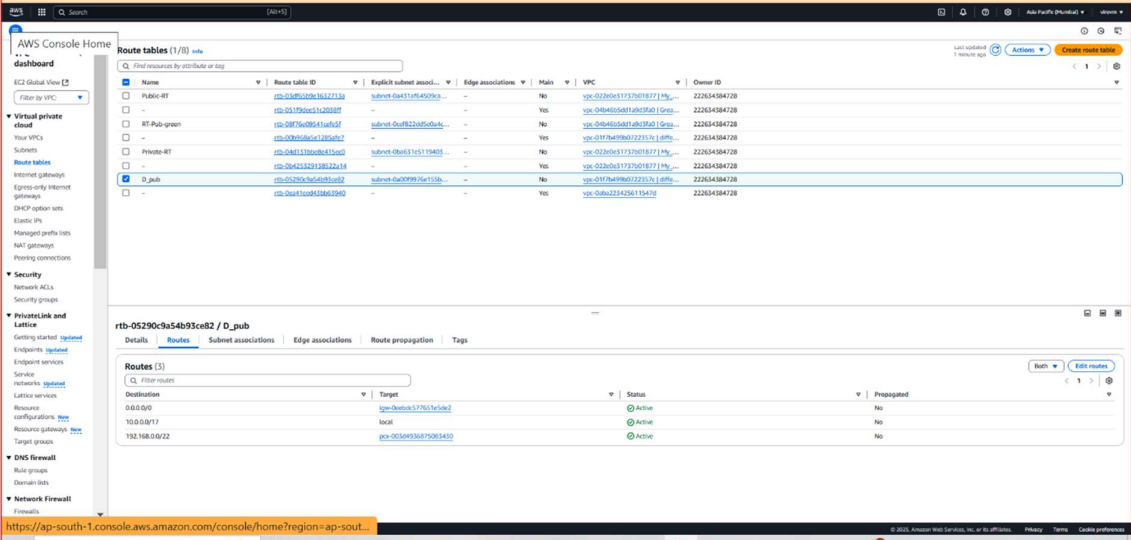 aws
Search [Alt+S] Asia Pacific (Mumbai)
AWS Console Home
dashboard
EC2 Global View
Filter by VPC:
Virtual private
cloud
Your VPCs
Subnets
Route tables
Internet gateways
Egress-only Internet
gateways
DHCP option sets
Elastic IPs
Managed prefix lists
NAT gateways
Peering connections
Security
Network ACLs
Security groups
PrivateLink and
Lattice
Getting started Updated
Endpoints Updated
Endpoint services
Service
networks Updated
Lattice services
Resource
configurations New
Resource gateways New
Target groups
DNS firewall
Rule groups
Domain lists
Network Firewall
Firewalls
Route tables (1/8) Info
Last updated
1 minute ago
Actions Create route table
Find resources by attribute or tag
1
Name Route table ID Explicit subnet associ... Edge associations Main VPC Owner ID
Public-RT – No 222634384728
– – – Yes 222634384728
RT-Pub-green – No 222634384728
– – – Yes 222634384728
Private-RT – No 222634384728
– – – Yes 222634384728
D_pub rtb-05290c9a54b93ce82 – No 222634384728
– – – Yes 222634384728
rtb-05290c9a54b93ce82 / D_pub
Details Routes Subnet associations Edge associations Route propagation Tags
Routes (3)
Both Edit routes
Filter routes
1
Destination Target Status Propagated
0.0.0.0/0 Active No
10.0.0.0/17 local Active No
192.168.0.0/22 Active No
https://ap-south-1.console.aws.amazon.com/console/home?region=ap-sout...
© 2025, Amazon Web Services, Inc. or its affiliates. Privacy Terms Cookie preferences